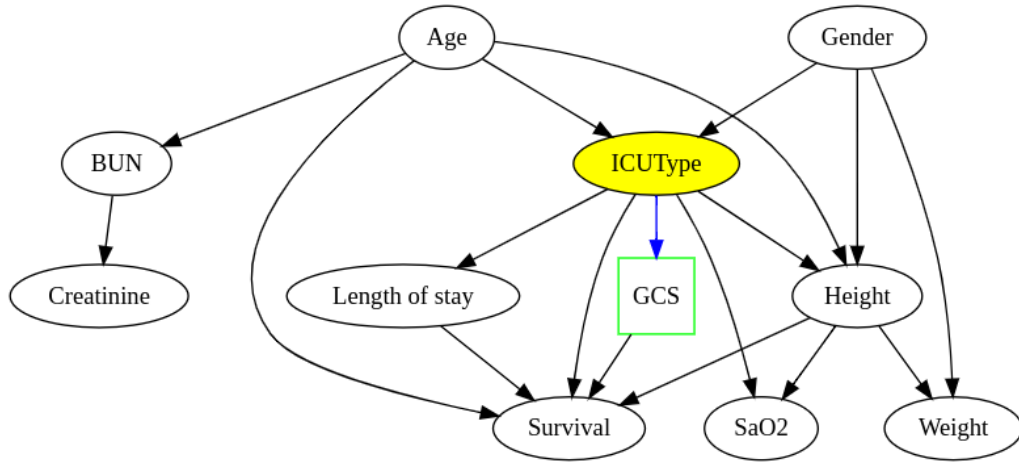 Age
Gender
BUN
ICUType
Creatinine
Length of stay
GCS
Height
Survival
SaO2
Weight